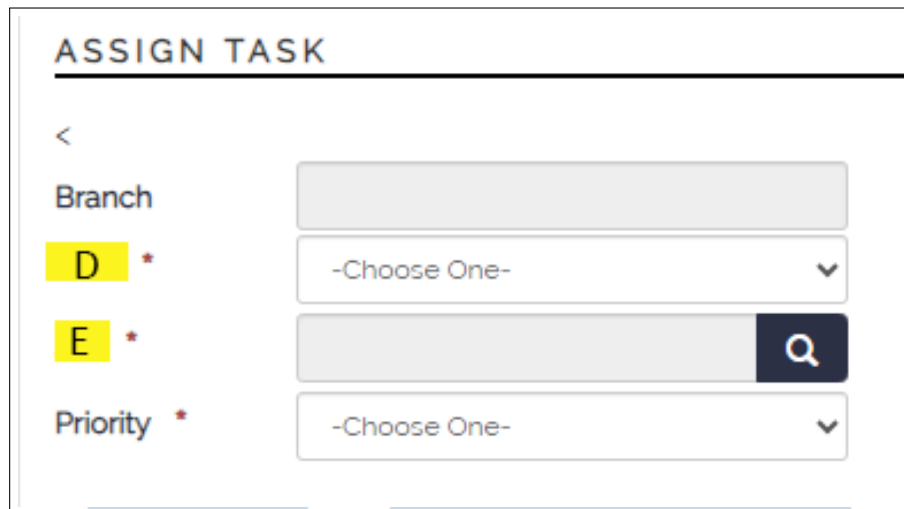 ASSIGN TASK
<
Branch
D * -Choose One-
E *
Priority * -Choose One-